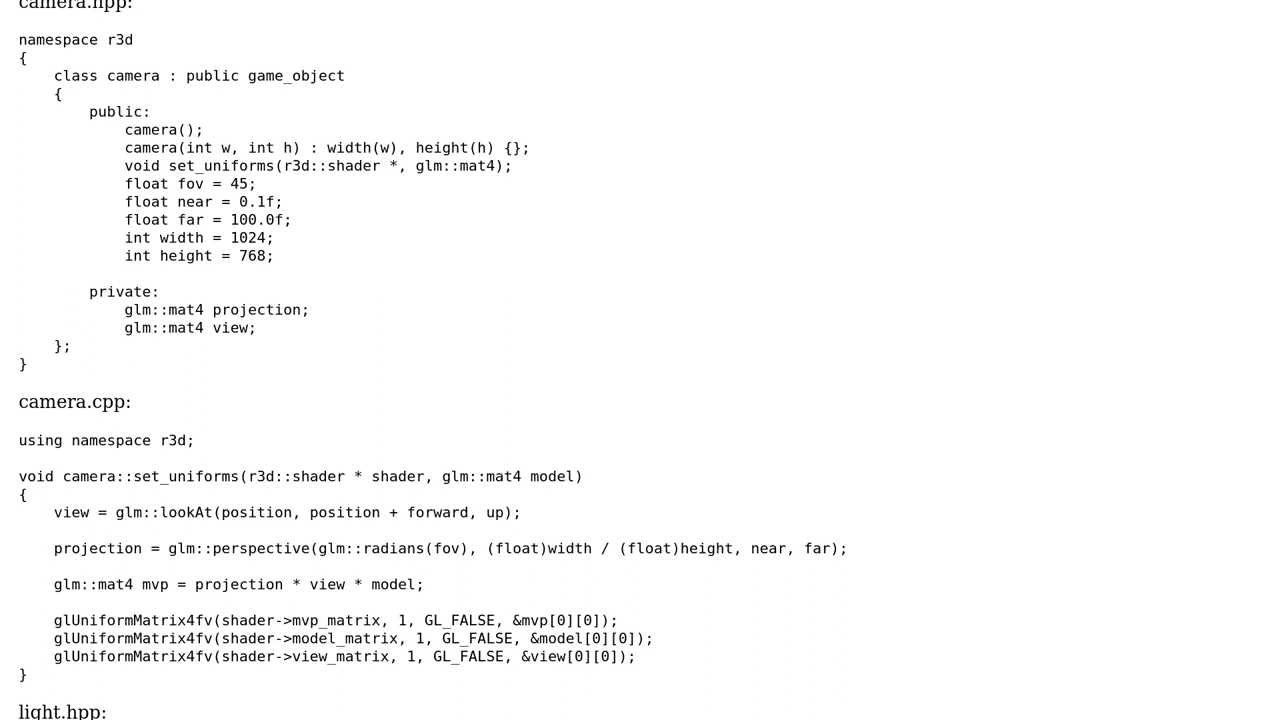 camera.hpp:
namespace r3d
{
    class camera : public game_object
    {
        public:
            camera();
            camera(int w, int h) : width(w), height(h) {};
            void set_uniforms(r3d::shader *, glm::mat4);
            float fov = 45;
            float near = 0.1f;
            float far = 100.0f;
            int width = 1024;
            int height = 768;

        private:
            glm::mat4 projection;
            glm::mat4 view;
    };
}
camera.cpp:
using namespace r3d;

void camera::set_uniforms(r3d::shader * shader, glm::mat4 model)
{
    view = glm::lookAt(position, position + forward, up);

    projection = glm::perspective(glm::radians(fov), (float)width / (float)height, near, far);

    glm::mat4 mvp = projection * view * model;

    glUniformMatrix4fv(shader->mvp_matrix, 1, GL_FALSE, &mvp[0][0]);
    glUniformMatrix4fv(shader->model_matrix, 1, GL_FALSE, &model[0][0]);
    glUniformMatrix4fv(shader->view_matrix, 1, GL_FALSE, &view[0][0]);
}
light.hpp: